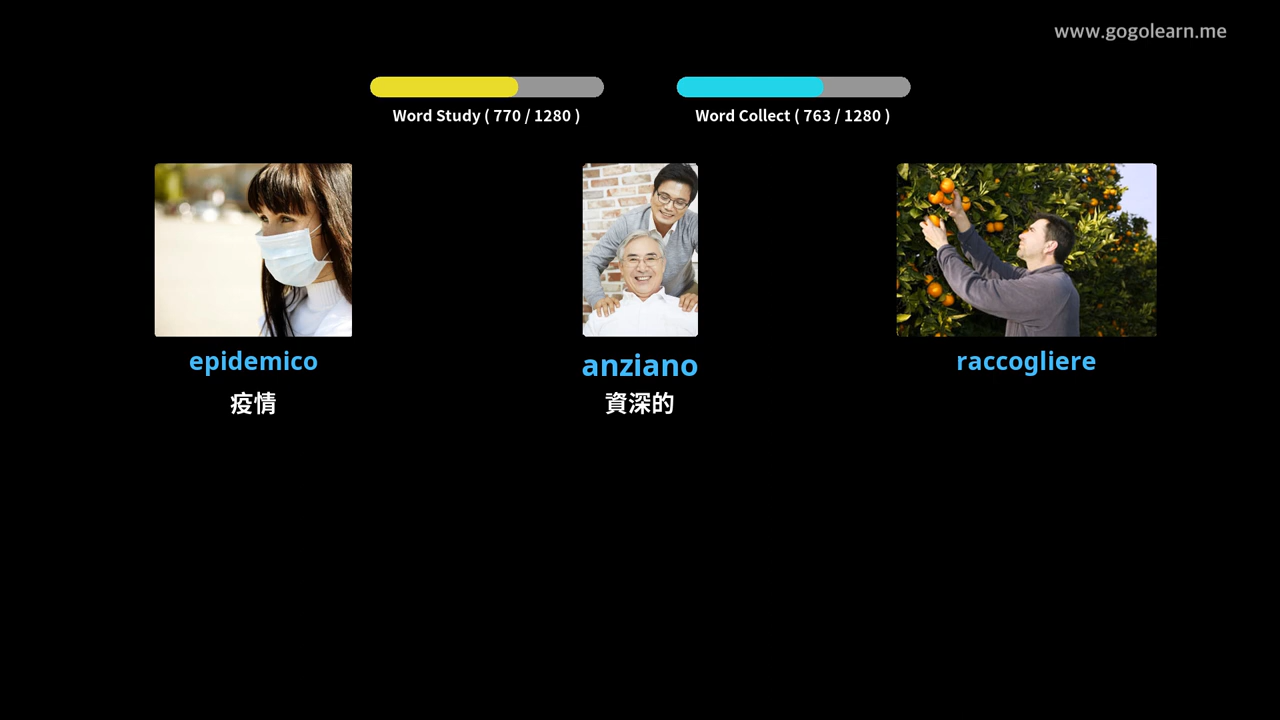 www.gogolearn.me
Word Study ( 770 / 1280 )
Word Collect ( 763 / 1280 )
epidemico
疫情
anziano
資深的
raccogliere